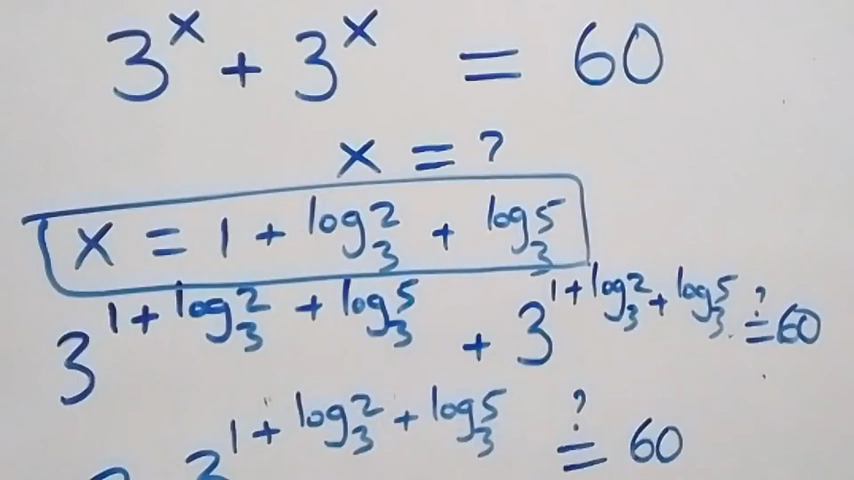 3^x + 3^x = 60
x = ?
x = 1 + log_3^2 + log_3^5
3^{1 + log_3^2 + log_3^5} + 3^{1 + log_3^2 + log_3^5} ≟ 60
3^{1 + log_3^2 + log_3^5} ≟ 60